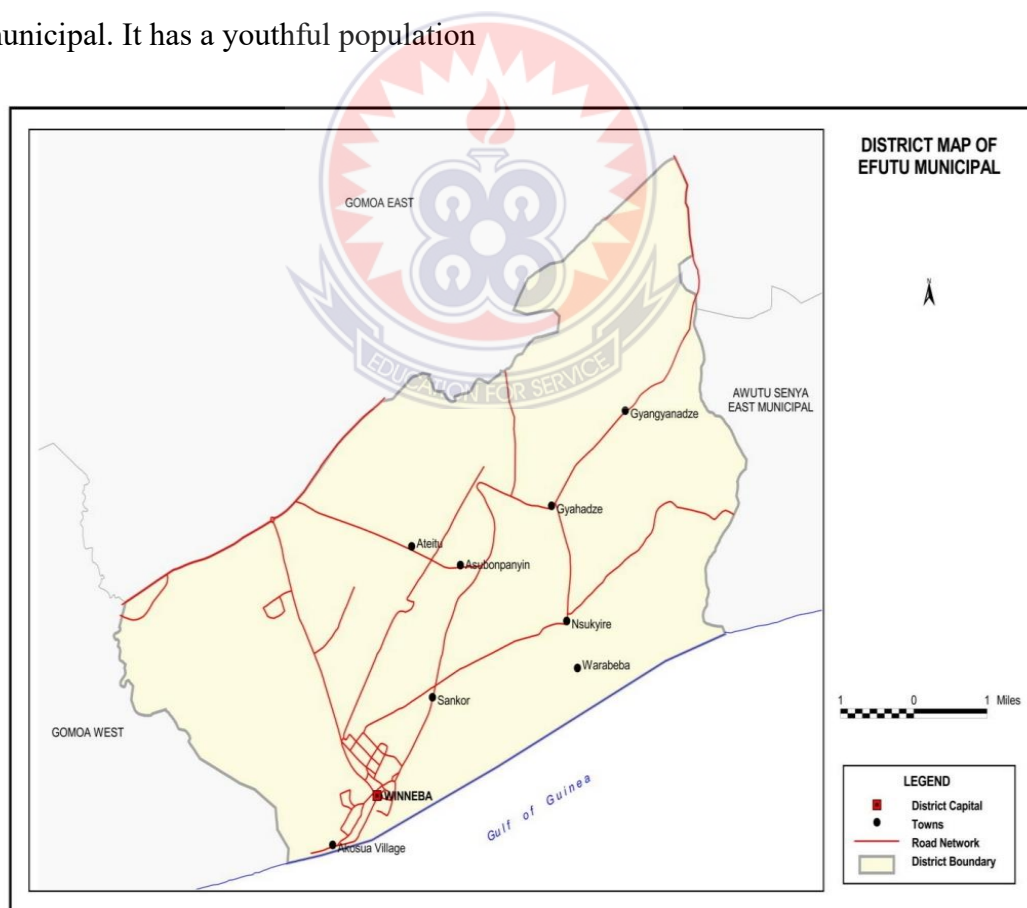 municipal. It has a youthful population
DISTRICT MAP OF
EFUTU MUNICIPAL
GOMOA EAST
N
AWUTU SENYA
EAST MUNICIPAL
EDUCATION FOR SERVICE
Gyangyanadze
Gyahadze
Ateitu
Asubonpanyin
Nsukyire
Warabeba
Sankor
1 0 1 Miles
GOMOA WEST
WINNEBA
Gulf of Guinea
Akosua Village
LEGEND
District Capital
Towns
Road Network
District Boundary